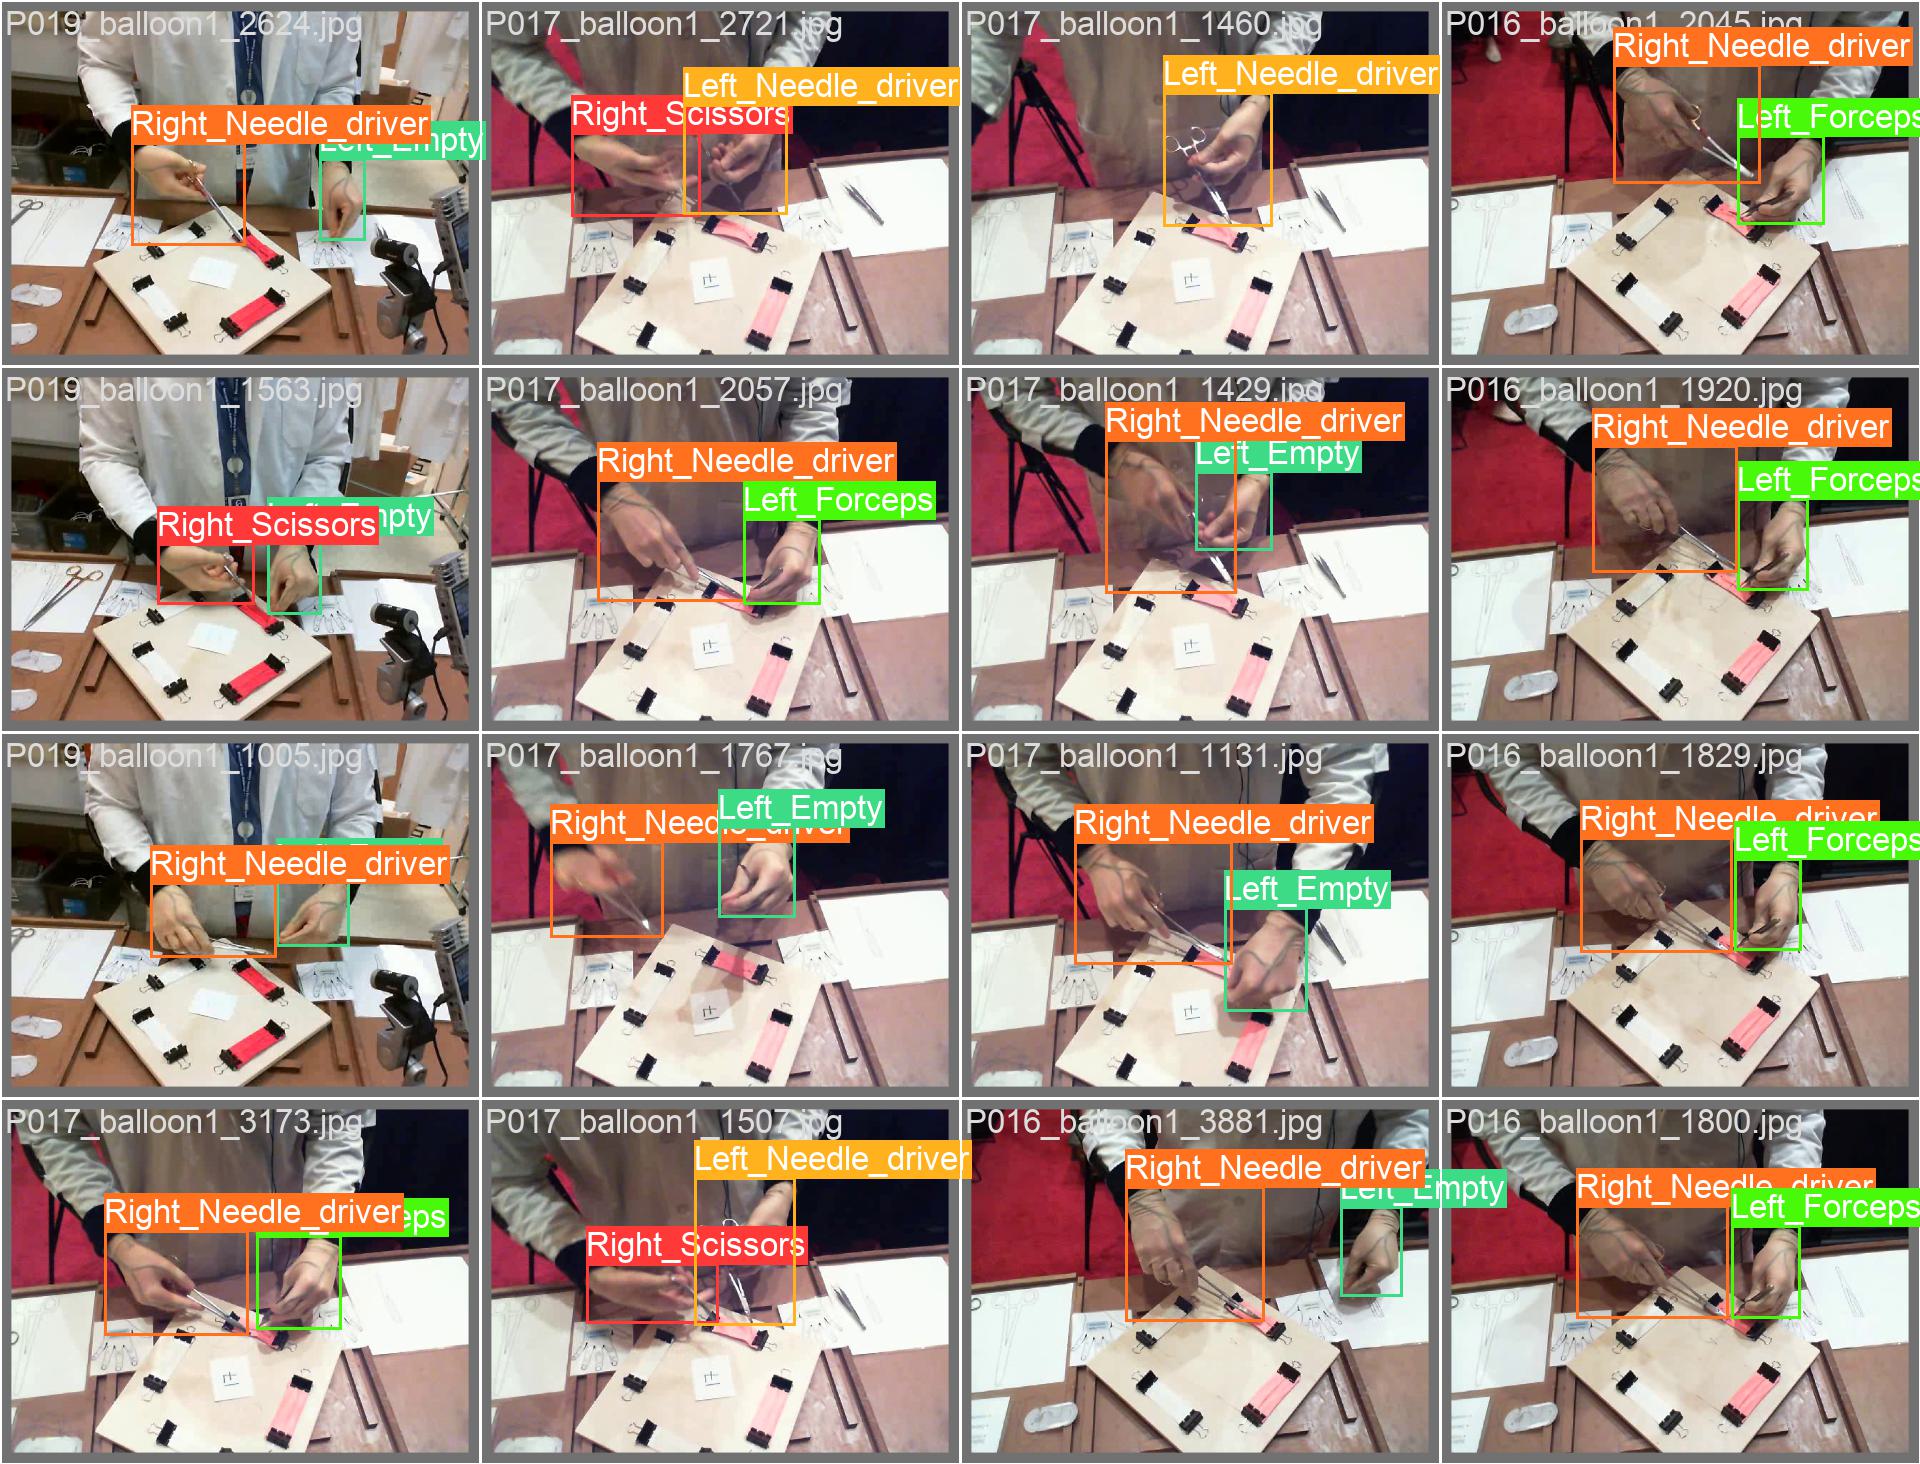 P019_balloon1_2624.jpg
Right_Needle_driver
Left_Empty
P017_balloon1_2721.jpg
Left_Needle_driver
Right_Scissors
P017_balloon1_1460.jpg
Left_Needle_driver
P016_balloon1_2045.jpg
Right_Needle_driver
Left_Forceps
P019_balloon1_1563.jpg
Right_Scissors
Left_Empty
P017_balloon1_2057.jpg
Right_Needle_driver
Left_Forceps
P017_balloon1_1429.jpg
Right_Needle_driver
Left_Empty
P016_balloon1_1920.jpg
Right_Needle_driver
Left_Forceps
P019_balloon1_1005.jpg
Right_Needle_driver
P017_balloon1_1767.jpg
Left_Empty
Right_Needle_driver
P017_balloon1_1131.jpg
Right_Needle_driver
Left_Empty
P016_balloon1_1829.jpg
Right_Needle_driver
Left_Forceps
P017_balloon1_3173.jpg
Right_Needle_driver
eps
P017_balloon1_1507.jpg
Left_Needle_driver
Right_Scissors
P016_balloon1_3881.jpg
Right_Needle_driver
Left_Empty
P016_balloon1_1800.jpg
Right_Needle_driver
Left_Forceps